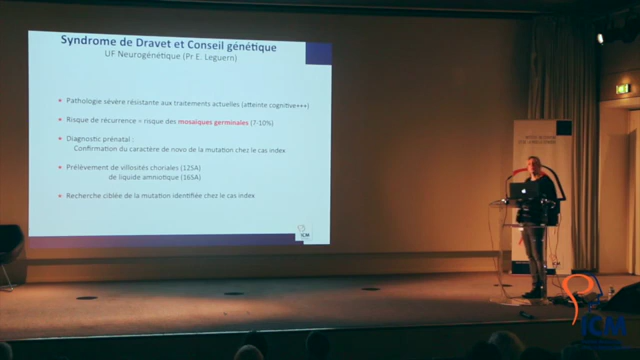 Syndrome de Dravet et Conseil génétique
UF Neurogénétique (Pr E. Leguern)
Pathologie sévère résistante aux traitements actuelles (atteinte cognitive+++)
Risque de récurrence = risque des mosaïques germinales (7-10%)
Diagnostic prénatal :
Confirmation du caractère de novo de la mutation chez le cas index
Prélèvement de villosités choriales (12SA)
de liquide amniotique (16SA)
Recherche ciblée de la mutation identifiée chez le cas index
ICM
ICM